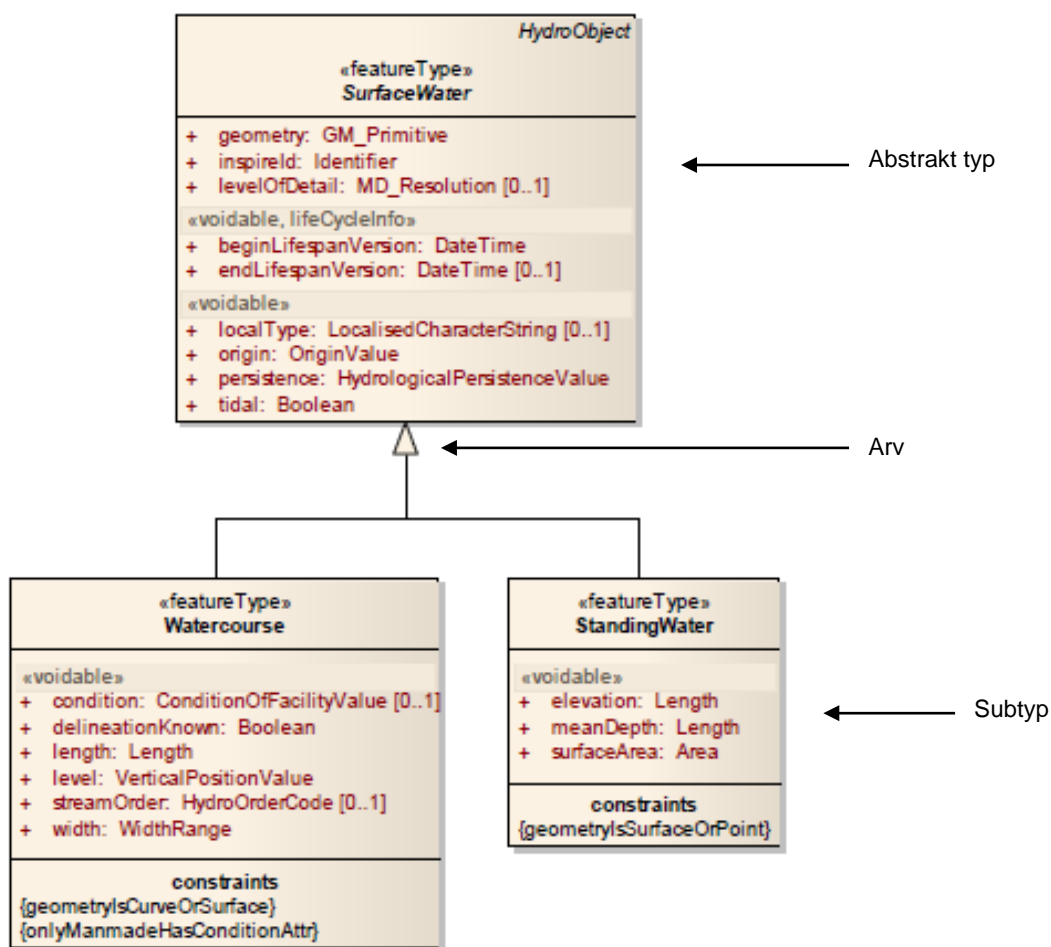 HydroObject
«featureType»
SurfaceWater
+ geometry: GM_Primitive
+ inspireId: Identifier
+ levelOfDetail: MD_Resolution [0..1]
«voidable, lifeCycleInfo»
+ beginLifespanVersion: DateTime
+ endLifespanVersion: DateTime [0..1]
«voidable»
+ localType: LocalisedCharacterString [0..1]
+ origin: OriginValue
+ persistence: HydrologicalPersistenceValue
+ tidal: Boolean
Abstrakt typ
Arv
«featureType»
Watercourse
«voidable»
+ condition: ConditionOfFacilityValue [0..1]
+ delineationKnown: Boolean
+ length: Length
+ level: VerticalPositionValue
+ streamOrder: HydroOrderCode [0..1]
+ width: WidthRange
constraints
{geometryIsCurveOrSurface}
{onlyManmadeHasConditionAttr}
«featureType»
StandingWater
«voidable»
+ elevation: Length
+ meanDepth: Length
+ surfaceArea: Area
constraints
{geometryIsSurfaceOrPoint}
Subtyp